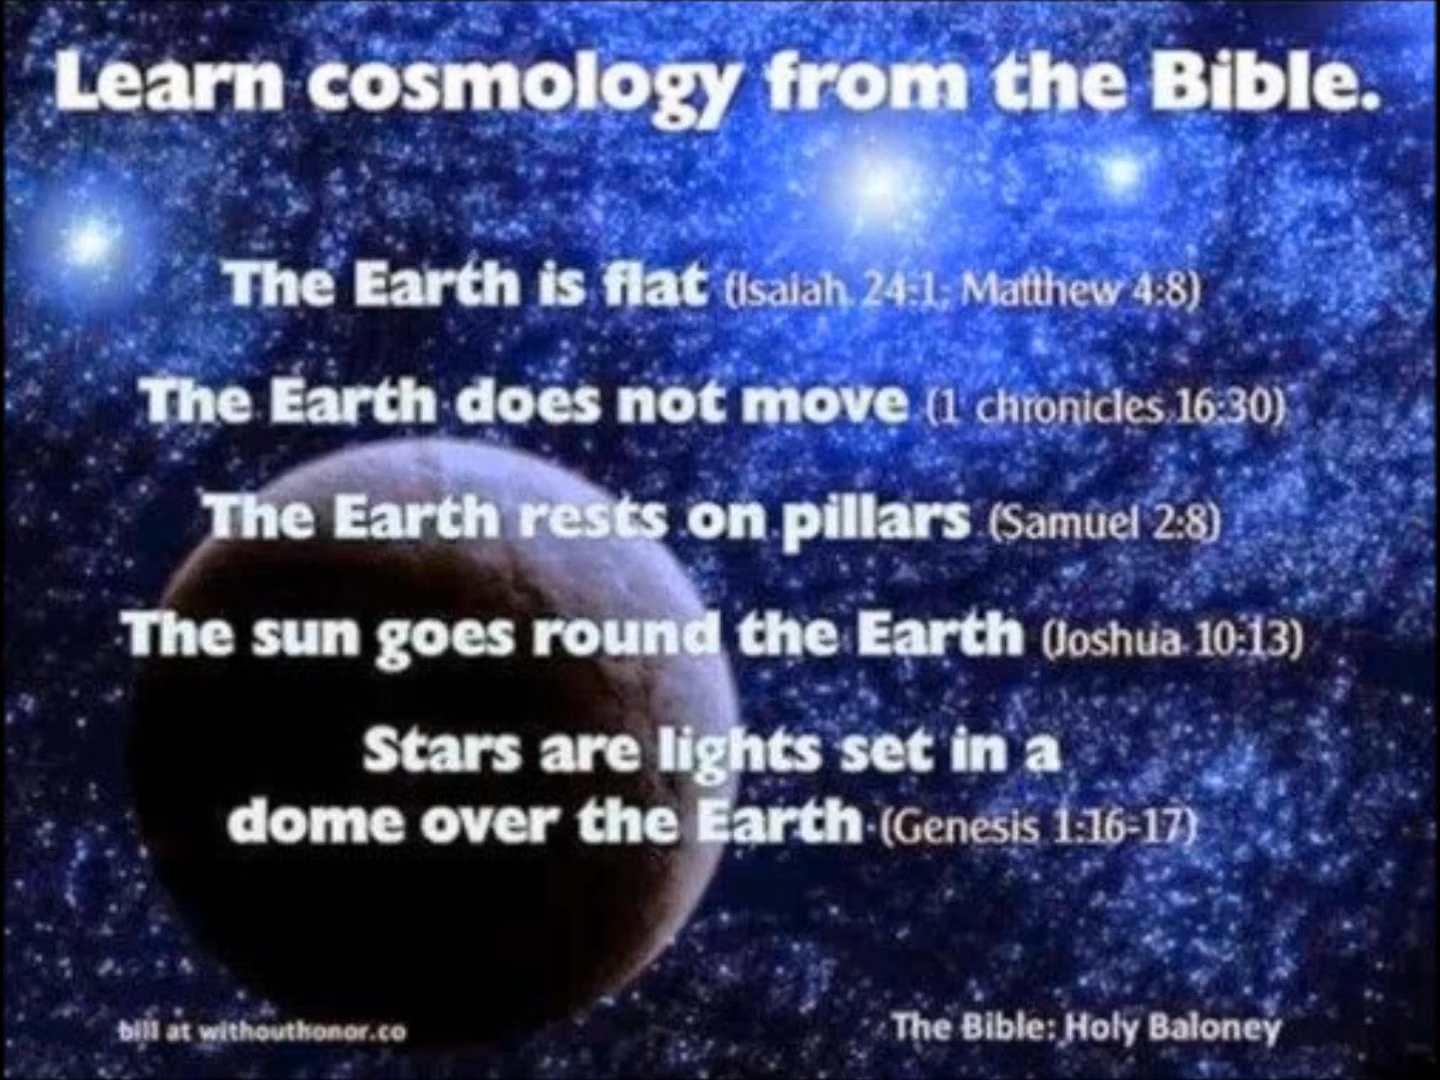 Learn cosmology from the Bible.
The Earth is flat (Isaiah 24:1; Matthew 4:8)
The Earth does not move (1 chronicles 16:30)
The Earth rests on pillars (Samuel 2:8)
The sun goes round the Earth (Joshua 10:13)
Stars are lights set in a
dome over the Earth (Genesis 1:16-17)
bill at withouthonor.co
The Bible: Holy Baloney